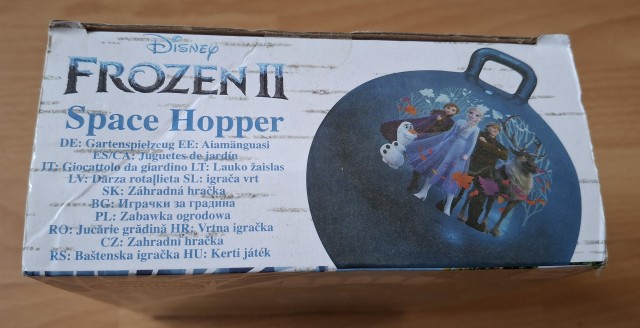 Disney
FROZEN II
Space Hopper
DE: Gartenspielzeug EE: Aiamänguasi
ES/CA: Juguetes de jardín
IT: Giocattolo da giardino LT: Lauko žaislas
LV: Dārza rotaļlieta SL: igrača vrt
SK: Záhradná hračka
BG: Играчки за градина
PL: Zabawka ogrodowa
RO: Jucărie grădină HR: Vrtna igračka
CZ: Zahradní hračka
RS: Baštenska igračka HU: Kerti játék